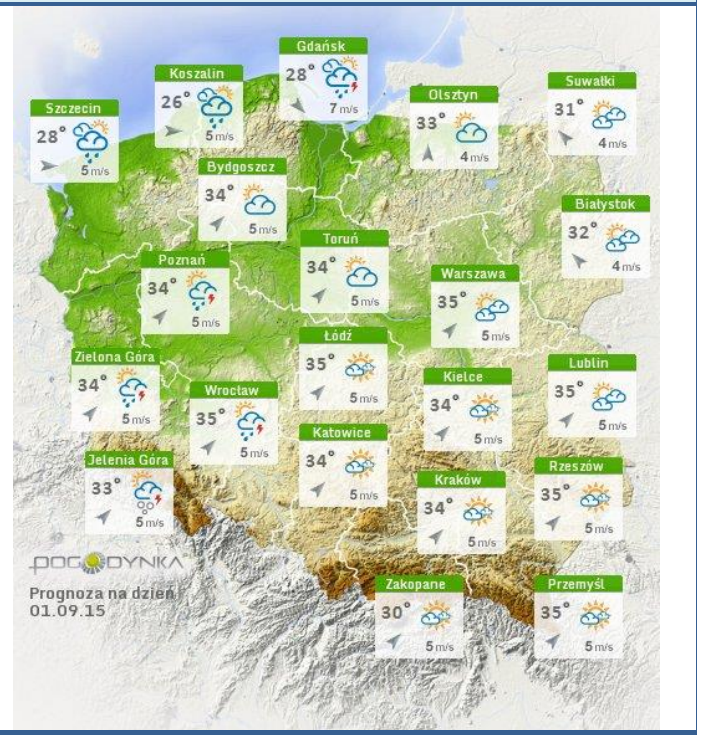 Gdańsk
28°
7 m/s
Koszalin
26°
5 m/s
Suwałki
31°
4 m/s
Olsztyn
33°
4 m/s
Szczecin
28°
5 m/s
Bydgoszcz
34°
5 m/s
Białystok
32°
4 m/s
Toruń
34°
5 m/s
Poznań
34°
5 m/s
Warszawa
35°
5 m/s
Łódź
35°
5 m/s
Zielona Góra
34°
5 m/s
Lublin
35°
5 m/s
Kielce
34°
5 m/s
Wrocław
35°
5 m/s
Katowice
34°
5 m/s
Jelenia Góra
33°
5 m/s
Rzeszów
35°
5 m/s
Kraków
34°
5 m/s
POGODYNKA
Prognoza na dzień
01.09.15
Zakopane
30°
5 m/s
Przemyśl
35°
5 m/s